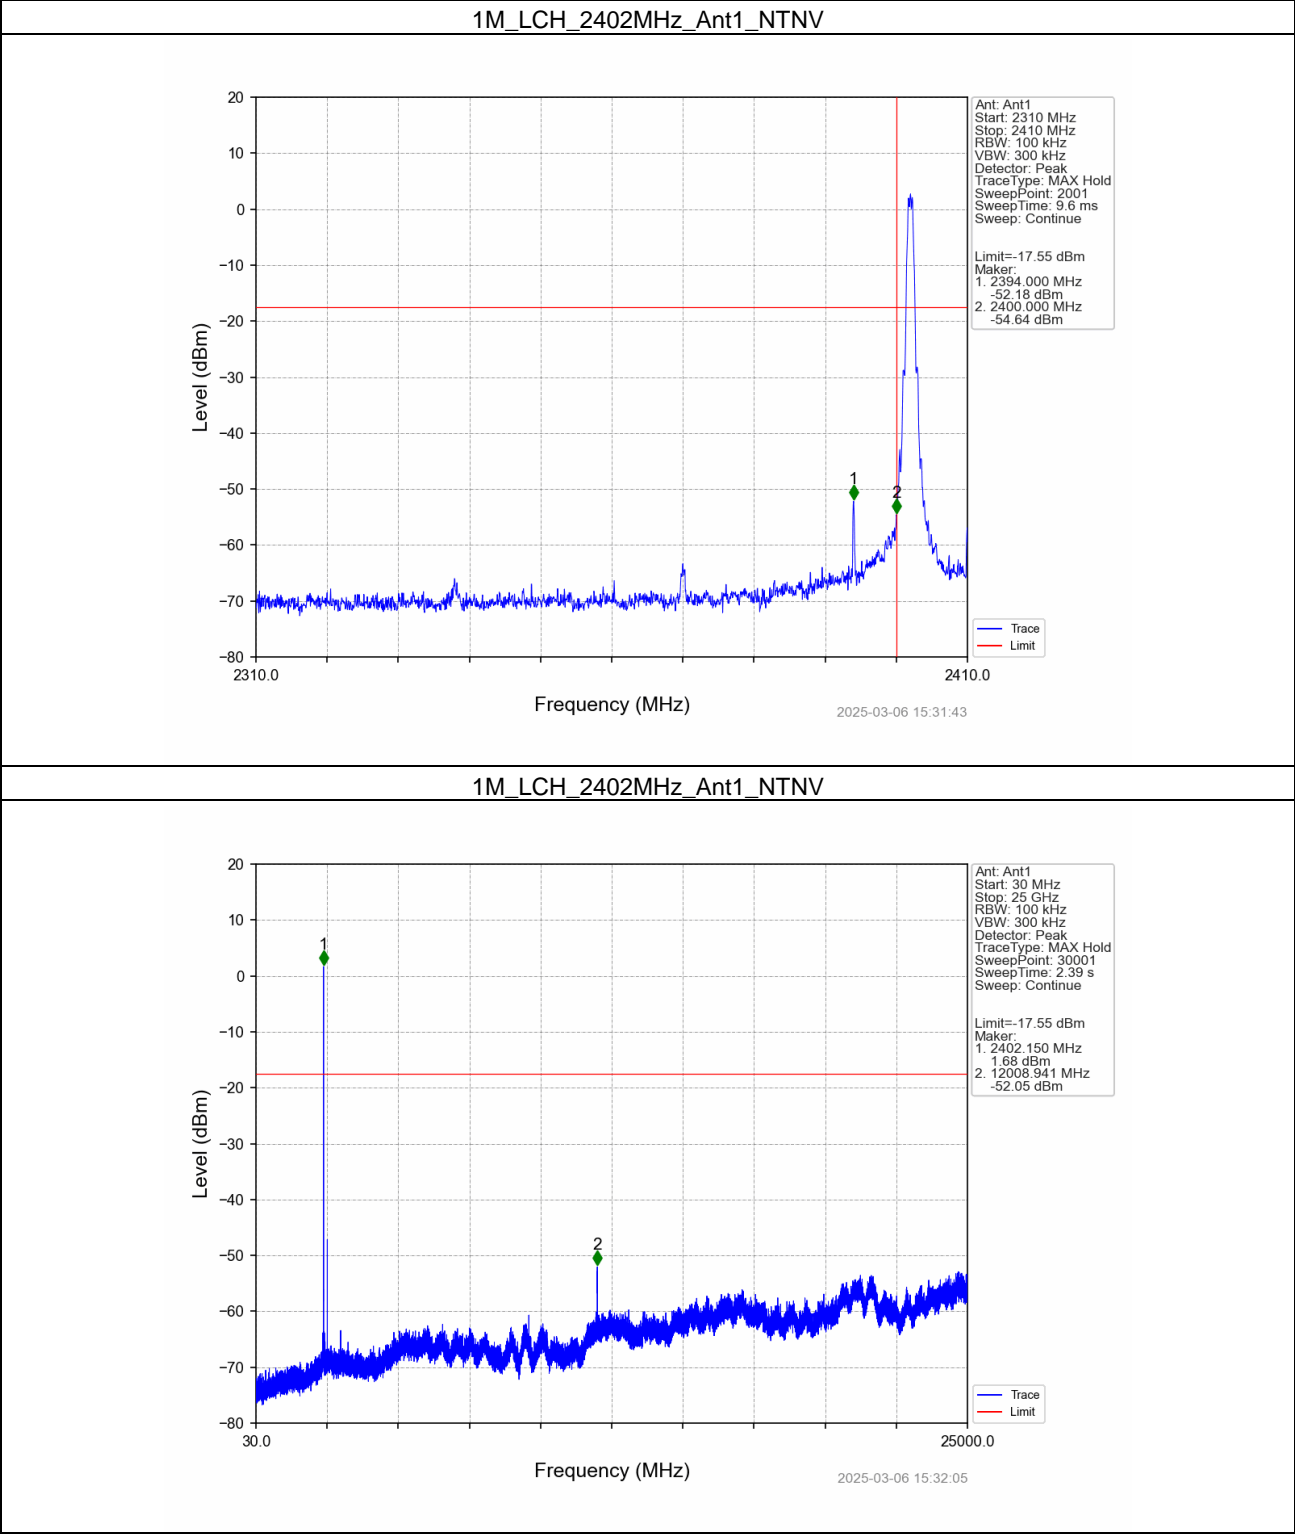 1M_LCH_2402MHz_Ant1_NTNV
20
10
0
−10
−20
−30
−40
−50
−60
−70
−80
Level (dBm)
1
2
2310.0
2410.0
Frequency (MHz)
2025-03-06 15:31:43
Ant: Ant1
Start: 2310 MHz
Stop: 2410 MHz
RBW: 100 kHz
VBW: 300 kHz
Detector: Peak
TraceType: MAX Hold
SweepPoint: 2001
SweepTime: 9.6 ms
Sweep: Continue
Limit=-17.55 dBm
Maker:
1. 2394.000 MHz
-52.18 dBm
2. 2400.000 MHz
-54.64 dBm
Trace
Limit
1M_LCH_2402MHz_Ant1_NTNV
20
10
0
−10
−20
−30
−40
−50
−60
−70
−80
Level (dBm)
1
2
30.0
25000.0
Frequency (MHz)
2025-03-06 15:32:05
Ant: Ant1
Start: 30 MHz
Stop: 25 GHz
RBW: 100 kHz
VBW: 300 kHz
Detector: Peak
TraceType: MAX Hold
SweepPoint: 30001
SweepTime: 2.39 s
Sweep: Continue
Limit=-17.55 dBm
Maker:
1. 2402.150 MHz
1.68 dBm
2. 12008.941 MHz
-52.05 dBm
Trace
Limit